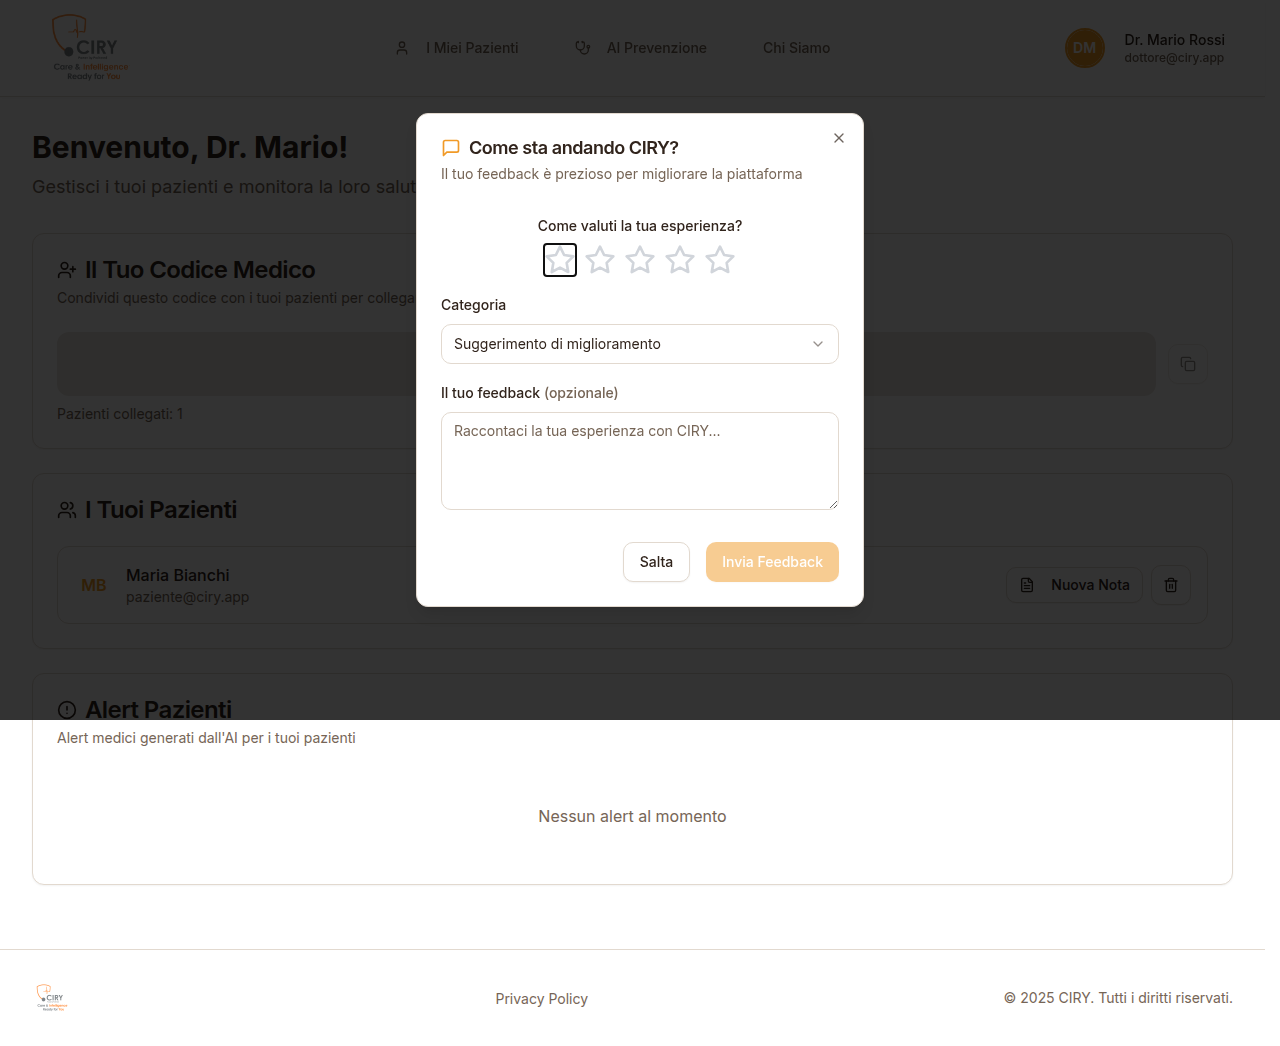 CIRY
Care & Intelligence
Ready for You
I Miei Pazienti
AI Prevenzione
Chi Siamo
DM
Dr. Mario Rossi
dottore@ciry.app
Benvenuto, Dr. Mario!
Gestisci i tuoi pazienti e monitora la loro salut
Il Tuo Codice Medico
Condividi questo codice con i tuoi pazienti per collega
Pazienti collegati: 1
I Tuoi Pazienti
MB
Maria Bianchi
paziente@ciry.app
Nuova Nota
Come sta andando CIRY?
Il tuo feedback è prezioso per migliorare la piattaforma
Come valuti la tua esperienza?
Categoria
Suggerimento di miglioramento
Il tuo feedback (opzionale)
Raccontaci la tua esperienza con CIRY...
Salta
Invia Feedback
Alert Pazienti
Alert medici generati dall'AI per i tuoi pazienti
Nessun alert al momento
CIRY
Care & Intelligence
Ready for You
Privacy Policy
© 2025 CIRY. Tutti i diritti riservati.